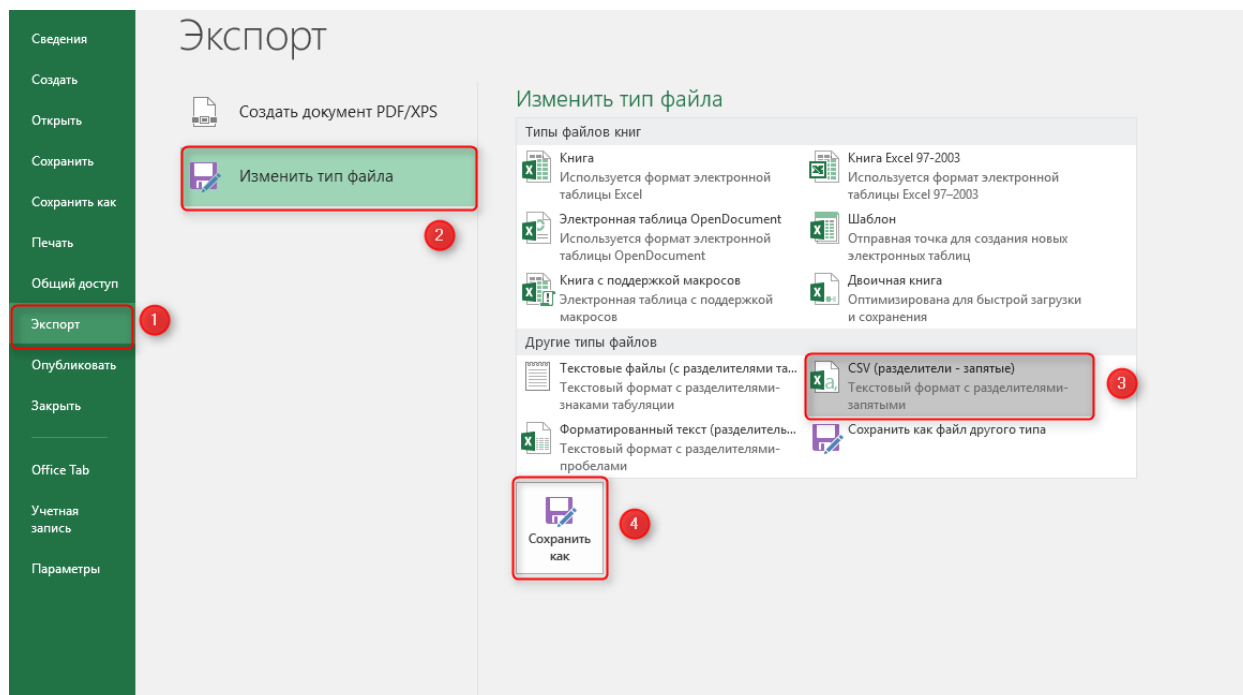 Сведения
Создать
Открыть
Сохранить
Сохранить как
Печать
Общий доступ
Экспорт
1
Опубликовать
Закрыть
Office Tab
Учетная
запись
Параметры
Экспорт
Создать документ PDF/XPS
Изменить тип файла
2
Изменить тип файла
Типы файлов книг
Книга
Используется формат электронной
таблицы Excel
Книга Excel 97-2003
Используется формат электронной
таблицы Excel 97–2003
Электронная таблица OpenDocument
Используется формат электронной
таблицы OpenDocument
Шаблон
Отправная точка для создания новых
электронных таблиц
Книга с поддержкой макросов
Электронная таблица с поддержкой
макросов
Двоичная книга
Оптимизирована для быстрой загрузки
и сохранения
Другие типы файлов
Текстовые файлы (с разделителями та...
Текстовый формат с разделителями-
знаками табуляции
CSV (разделители - запятые)
Текстовый формат с разделителями-
запятыми
3
Форматированный текст (разделитель...
Текстовый формат с разделителями-
пробелами
Сохранить как файл другого типа
Сохранить
как
4